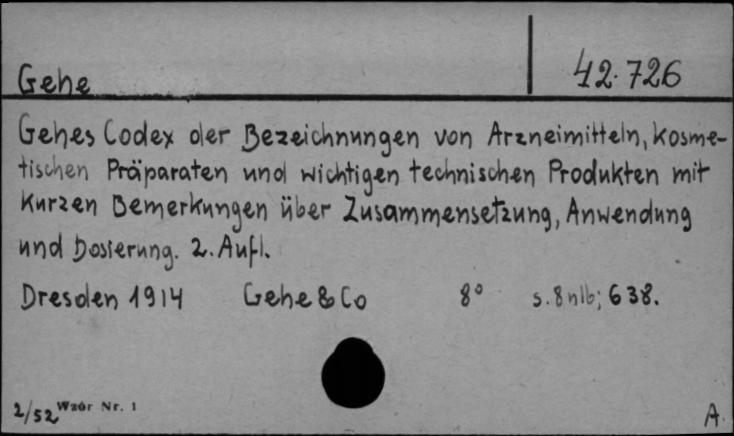 Gehe
42.726
Gehes Codex der Bezeichnungen von Arzneimitteln, kosme-
tischen Präparaten und wichtigen technischen Produkten mit
kurzen Bemerkungen über Zusammensetzung, Anwendung
und Dosierung. 2. Aufl.
Dresden 1914 Gehe & Co 8° s. 8 nlb; 638.
2/52 Wzór Nr. 1
A.